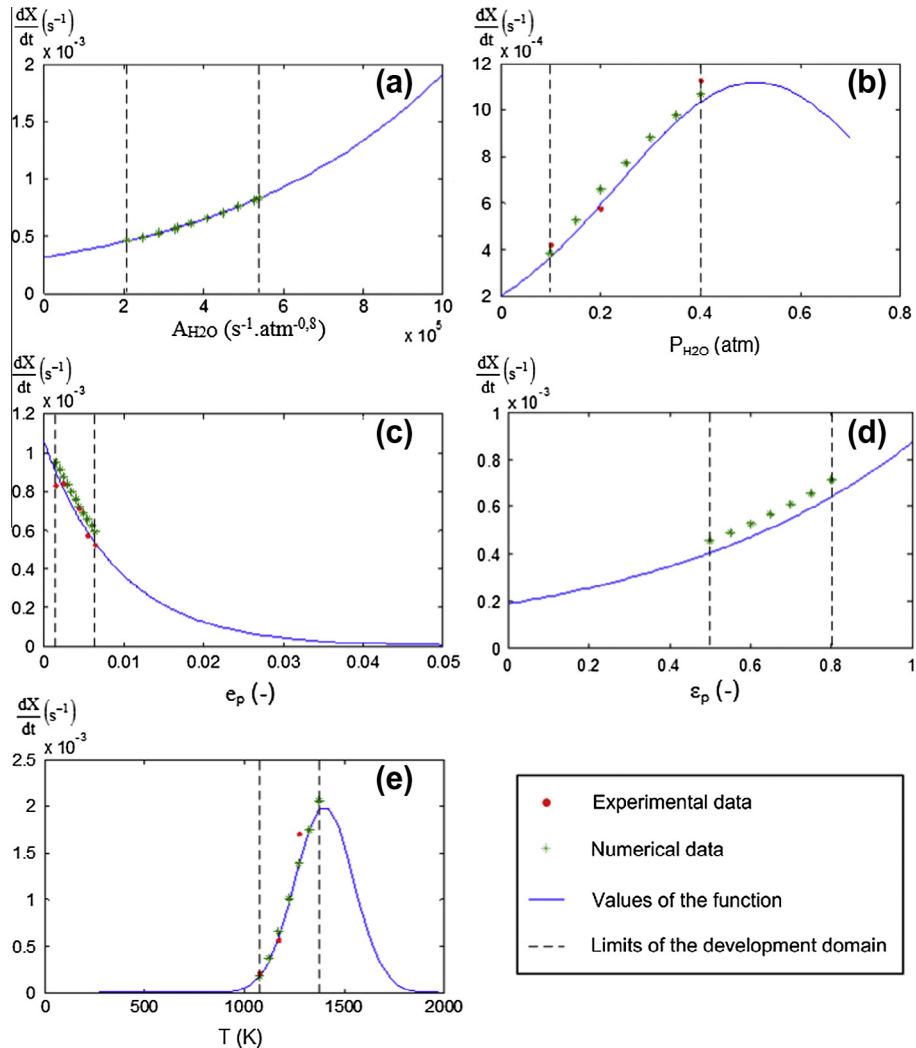 dX/dt (s⁻¹)
x 10⁻³
(a)
2
1.5
1
0.5
0
0 2 4 6 8 10
x 10⁵
A_H2O (s⁻¹.atm⁻⁰,⁸)
dX/dt (s⁻¹)
x 10⁻⁴
(b)
12
10
8
6
4
2
0 0.2 0.4 0.6 0.8
P_H2O (atm)
dX/dt (s⁻¹)
x 10⁻³
(c)
1.2
1
0.8
0.6
0.4
0.2
0
0 0.01 0.02 0.03 0.04 0.05
e_p (-)
dX/dt (s⁻¹)
x 10⁻³
(d)
1
0.8
0.6
0.4
0.2
0
0 0.2 0.4 0.6 0.8 1
ε_p (-)
dX/dt (s⁻¹)
x 10⁻³
(e)
2.5
2
1.5
1
0.5
0
0 500 1000 1500 2000
T (K)
Experimental data
Numerical data
Values of the function
Limits of the development domain